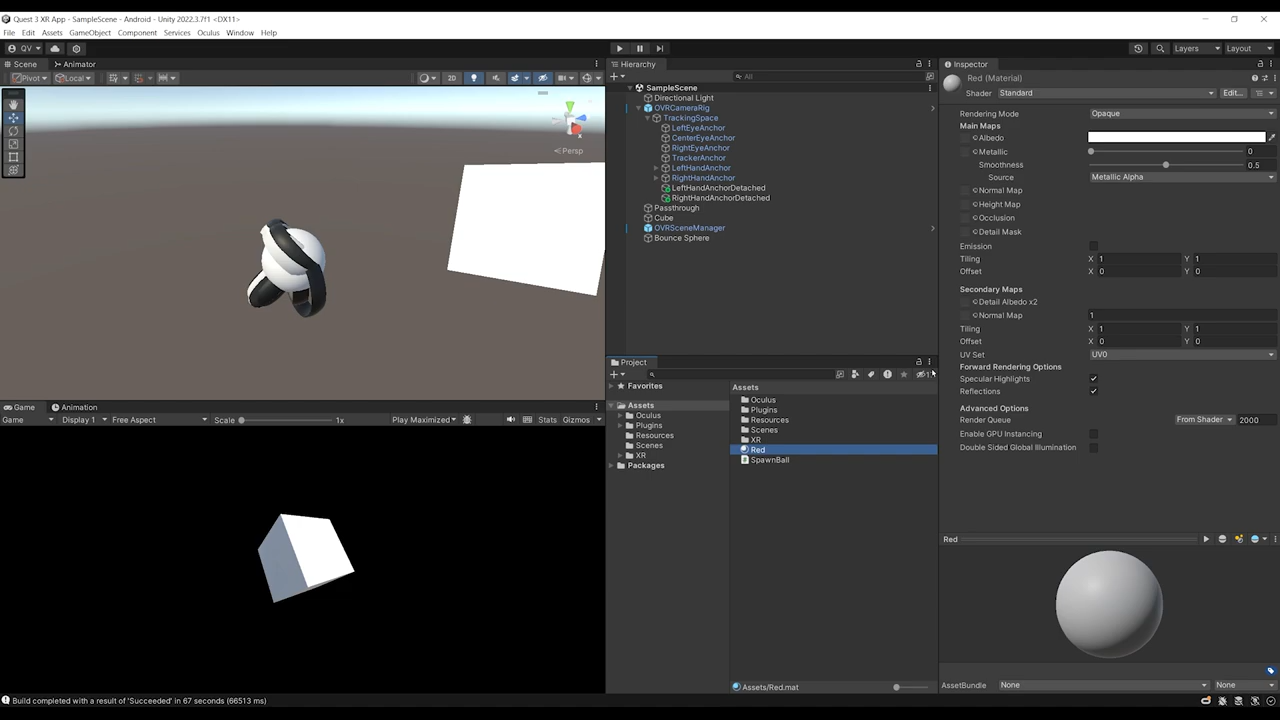 Quest 3 XR App - SampleScene - Android - Unity 2022.3.7f1 <DX11>
File Edit Assets GameObject Component Services Oculus Window Help
QV
Layers Layout
Scene Animator
Pivot Local
2D
Persp
Game Animation
Game Display 1 Free Aspect Scale 1x Play Maximized Stats Gizmos
Hierarchy
All
SampleScene
Directional Light
OVRCameraRig
TrackingSpace
LeftEyeAnchor
CenterEyeAnchor
RightEyeAnchor
TrackerAnchor
LeftHandAnchor
RightHandAnchor
LeftHandAnchorDetached
RightHandAnchorDetached
Passthrough
Cube
OVRSceneManager
Bounce Sphere
Project
Favorites
Assets
Oculus
Plugins
Resources
Scenes
XR
Packages
Assets
Oculus
Plugins
Resources
Scenes
XR
Red
SpawnBall
Assets/Red.mat
Inspector
Red (Material)
Shader Standard Edit...
Rendering Mode Opaque
Main Maps
Albedo
Metallic 0
Smoothness 0.5
Source Metallic Alpha
Normal Map
Height Map
Occlusion
Detail Mask
Emission
Tiling X 1 Y 1
Offset X 0 Y 0
Secondary Maps
Detail Albedo x2
Normal Map 1
Tiling X 1 Y 1
Offset X 0 Y 0
UV Set UV0
Forward Rendering Options
Specular Highlights
Reflections
Advanced Options
Render Queue From Shader 2000
Enable GPU Instancing
Double Sided Global Illumination
Red
AssetBundle None None
Build completed with a result of 'Succeeded' in 67 seconds (66513 ms)